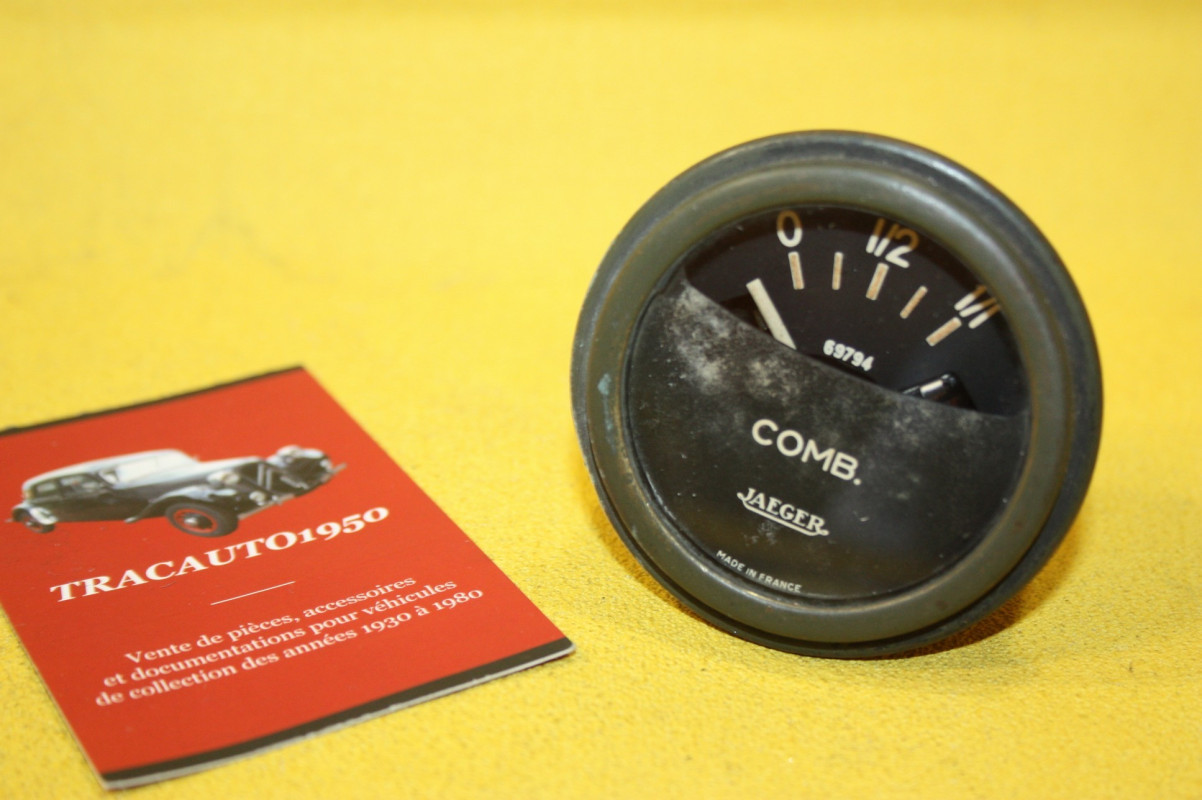 TRACAUTO1950
Vente de pièces, accessoires
et documentations pour véhicules
de collection des années 1930 à 1980
0 1/2 1/1
69794
COMB.
JAEGER
MADE IN FRANCE